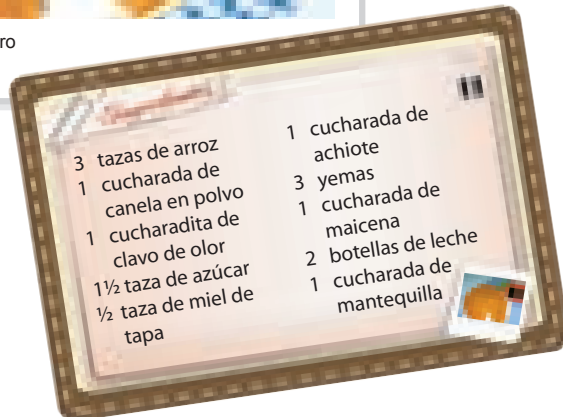 ro
3 tazas de arroz
1 cucharada de
canela en polvo
1 cucharadita de
clavo de olor
1½ taza de azúcar
½ taza de miel de
tapa
1 cucharada de
achiote
3 yemas
1 cucharada de
maicena
2 botellas de leche
1 cucharada de
mantequilla